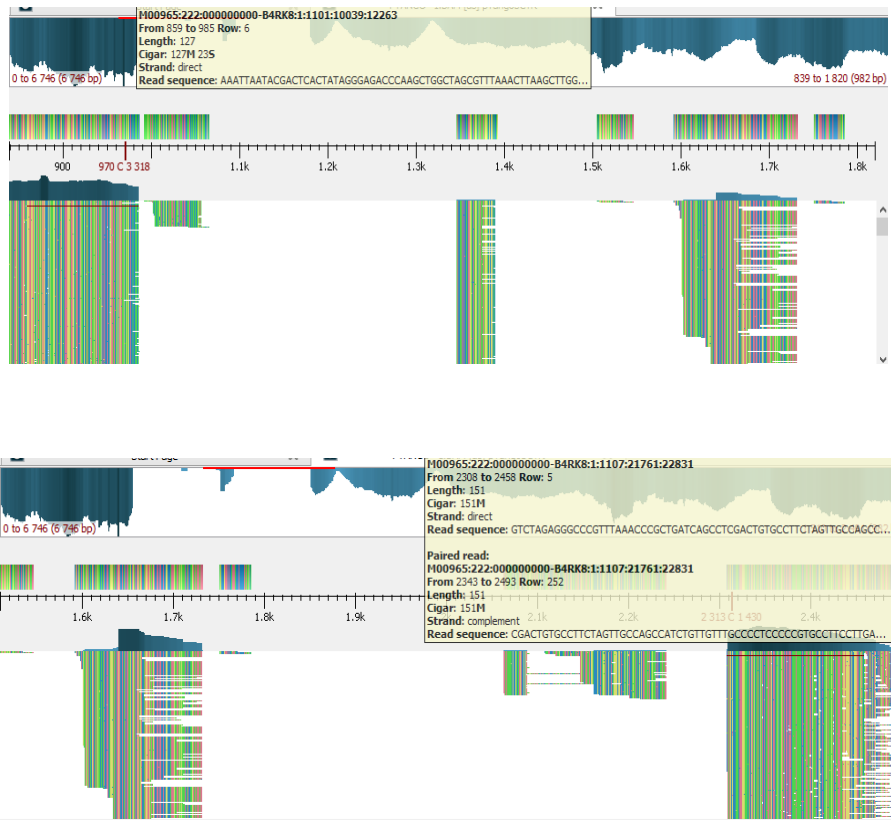 M00965:222:000000000-B4RK8:1:1101:10039:12263
From 859 to 985 Row: 6
Length: 127
Cigar: 127M 23S
Strand: direct
Read sequence: AAATTAATACGACTCACTATAGGGAGACCCAAGCTGGCTAGCGTTTAAACTTAAGCTTGG...
0 to 6 746 (6 746 bp)
839 to 1 820 (982 bp)
900
970 C 3 318
1.1k
1.2k
1.3k
1.4k
1.5k
1.6k
1.7k
1.8k
M00965:222:000000000-B4RK8:1:1107:21761:22831
From 2308 to 2458 Row: 5
Length: 151
Cigar: 151M
Strand: direct
Read sequence: GTCTAGAGGGCCCGTTTAAACCCGCTGATCAGCCTCGACTGTGCCTTCTAGTTGCCAGCC...
0 to 6 746 (6 746 bp)
Paired read:
M00965:222:000000000-B4RK8:1:1107:21761:22831
From 2343 to 2493 Row: 252
Length: 151
Cigar: 151M
Strand: complement
Read sequence: CGACTGTGCCTTCTAGTTGCCAGCCATCTGTTGTTTGCCCCTCCCCCGTGCCTTCCTTGA...
1.6k
1.7k
1.8k
1.9k
2.1k
2.2k
2 313 C 1 430
2.4k